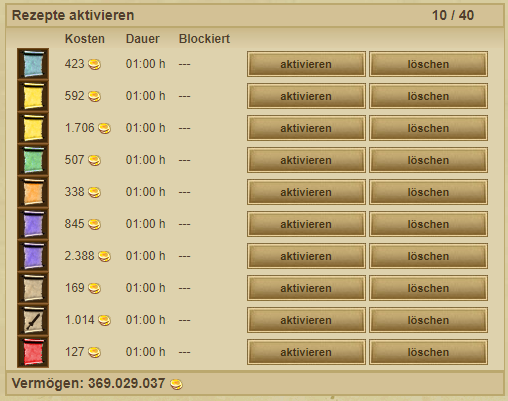 Rezepte aktivieren 10 / 40
Kosten Dauer Blockiert
423 01:00 h --- aktivieren löschen
592 01:00 h --- aktivieren löschen
1.706 01:00 h --- aktivieren löschen
507 01:00 h --- aktivieren löschen
338 01:00 h --- aktivieren löschen
845 01:00 h --- aktivieren löschen
2.388 01:00 h --- aktivieren löschen
169 01:00 h --- aktivieren löschen
1.014 01:00 h --- aktivieren löschen
127 01:00 h --- aktivieren löschen
Vermögen: 369.029.037